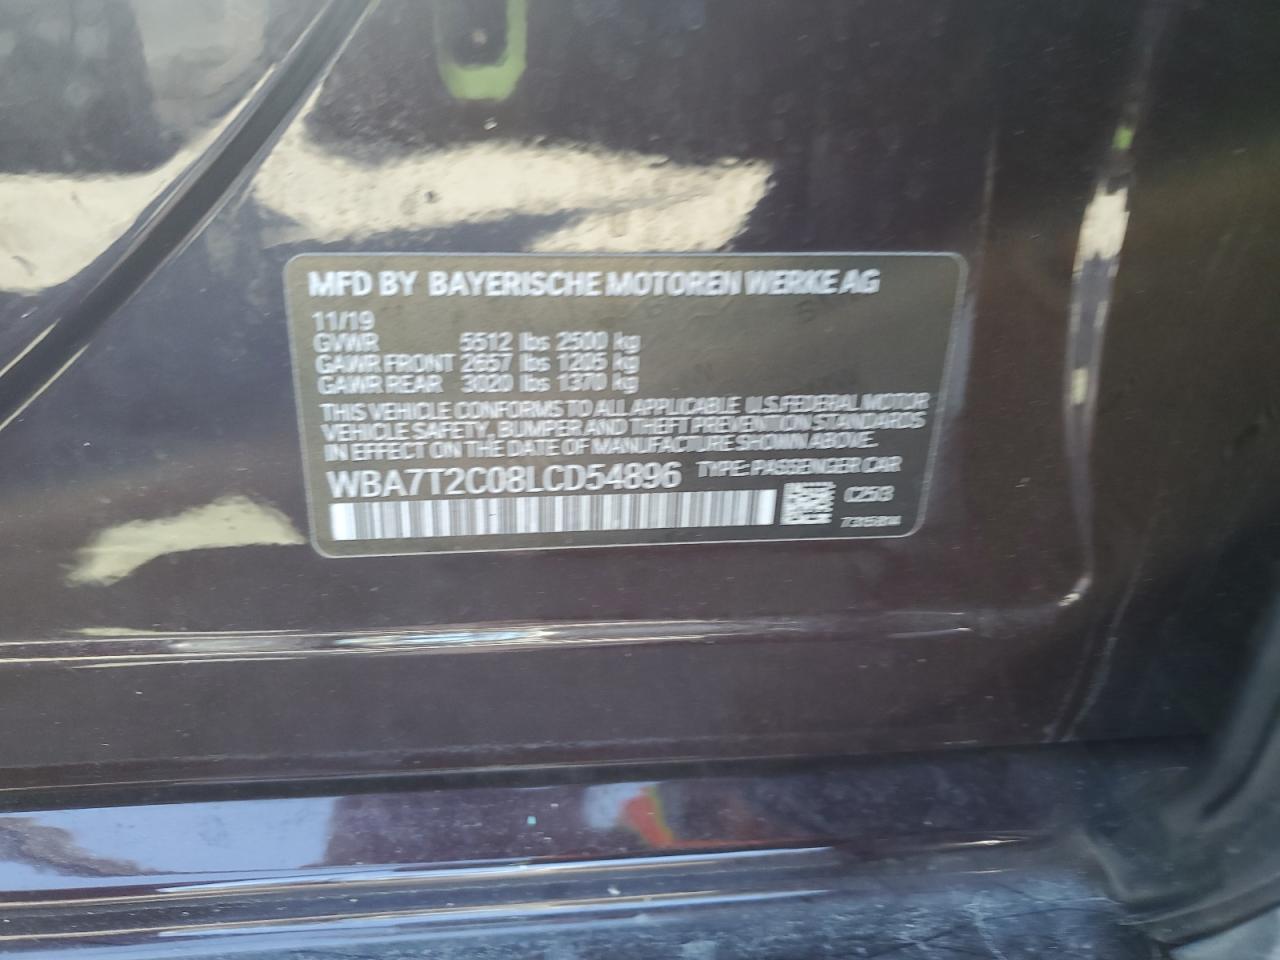 MFD BY BAYERISCHE MOTOREN WERKE AG
11/19
GVWR 5512 lbs 2500 kg
GAWR FRONT 2657 lbs 1205 kg
GAWR REAR 3020 lbs 1370 kg
THIS VEHICLE CONFORMS TO ALL APPLICABLE U.S.FEDERAL MOTOR
VEHICLE SAFETY, BUMPER AND THEFT PREVENTION STANDARDS
IN EFFECT ON THE DATE OF MANUFACTURE SHOWN ABOVE.
WBA7T2C08LCD54896 TYPE: PASSENGER CAR